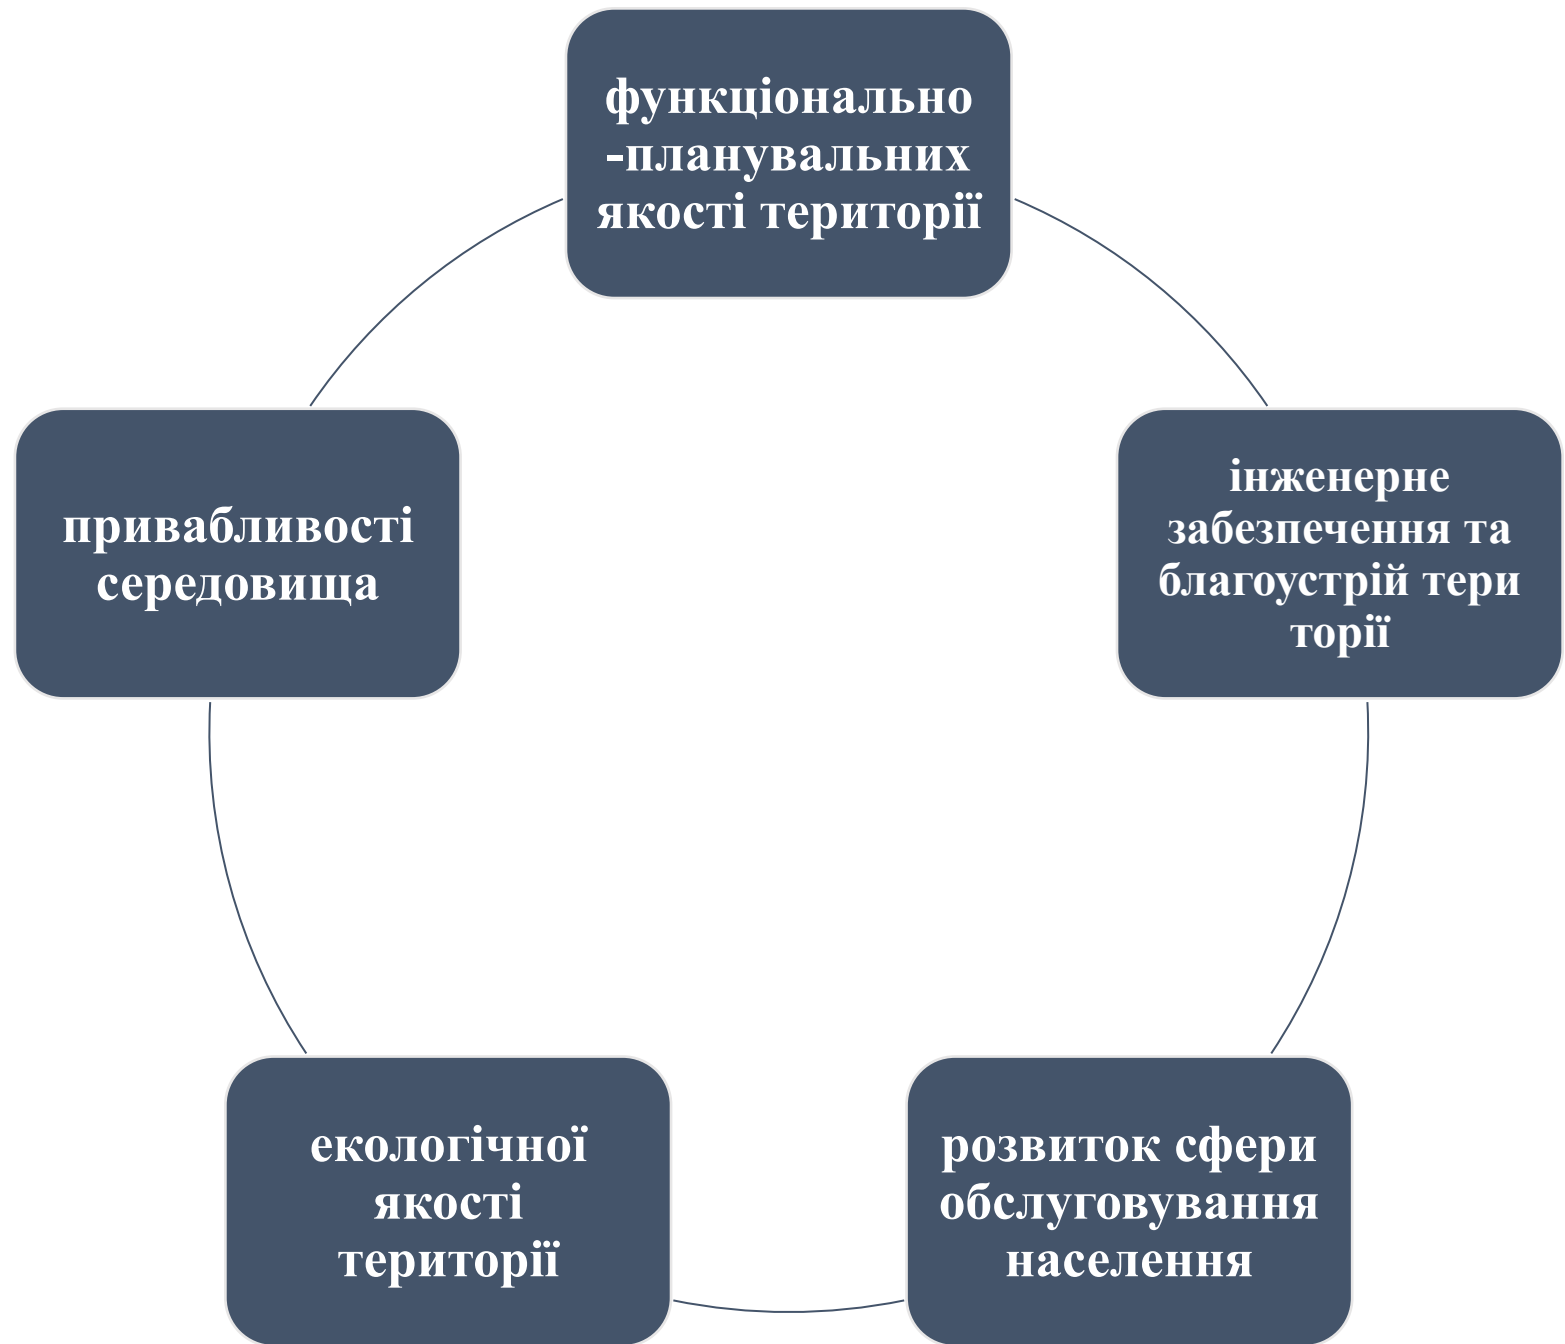 функціонально
-планувальних
якості території
інженерне
забезпечення та
благоустрій тери
торії
розвиток сфери
обслуговування
населення
екологічної
якості
території
привабливості
середовища